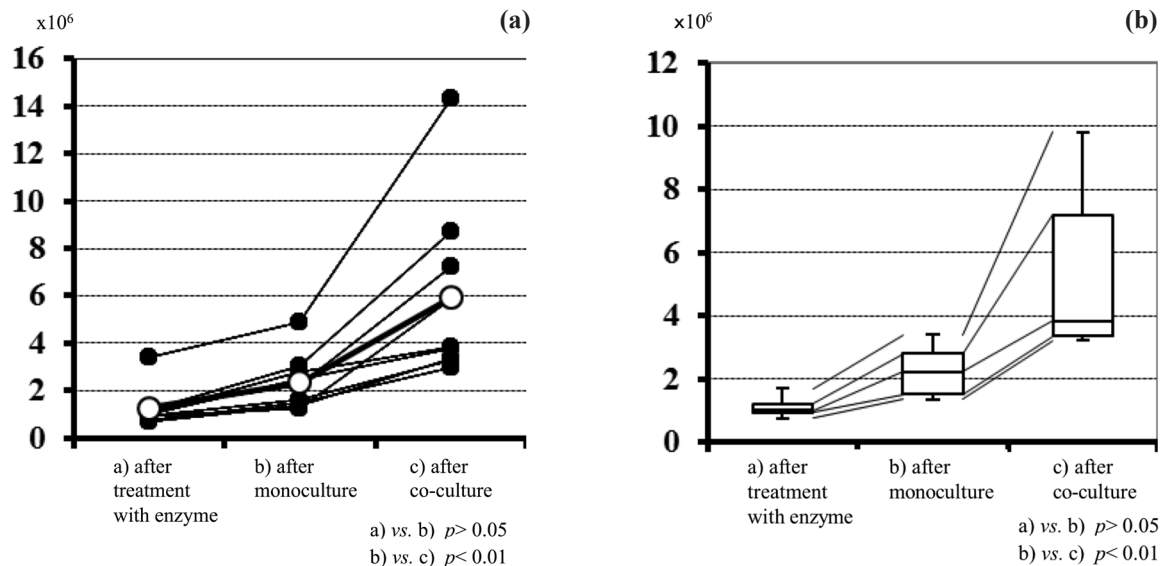 x10⁶
(a)
16
14
12
10
8
6
4
2
0
a) after
treatment
with enzyme
b) after
monoculture
c) after
co-culture
a) vs. b) p> 0.05
b) vs. c) p< 0.01
×10⁶
(b)
12
10
8
6
4
2
0
a) after
treatment
with enzyme
b) after
monoculture
c) after
co-culture
a) vs. b) p> 0.05
b) vs. c) p< 0.01